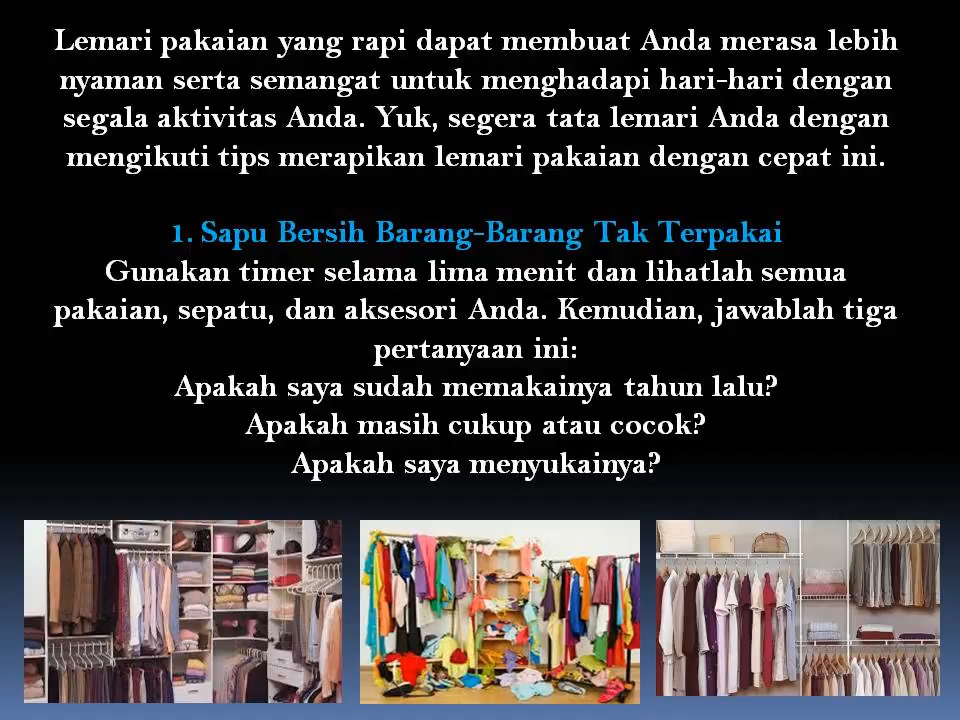 Lemari pakaian yang rapi dapat membuat Anda merasa lebih
nyaman serta semangat untuk menghadapi hari-hari dengan
segala aktivitas Anda. Yuk, segera tata lemari Anda dengan
mengikuti tips merapikan lemari pakaian dengan cepat ini.
1. Sapu Bersih Barang-Barang Tak Terpakai
Gunakan timer selama lima menit dan lihatlah semua
pakaian, sepatu, dan aksesori Anda. Kemudian, jawablah tiga
pertanyaan ini:
Apakah saya sudah memakainya tahun lalu?
Apakah masih cukup atau cocok?
Apakah saya menyukainya?